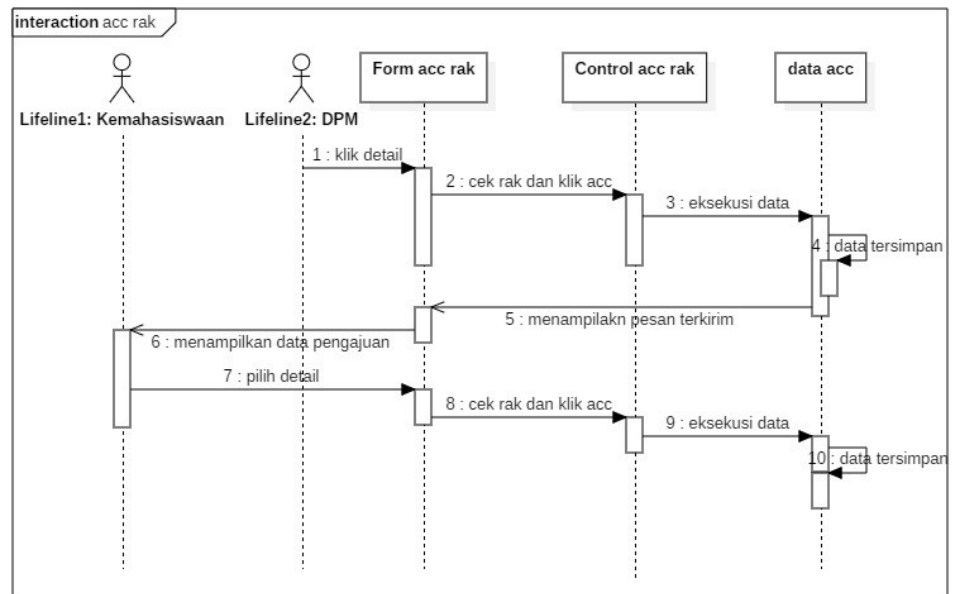 interaction acc rak
Form acc rak
Control acc rak
data acc
Lifeline1: Kemahasiswaan
Lifeline2: DPM
1 : klik detail
2 : cek rak dan klik acc
3 : eksekusi data
4 : data tersimpan
5 : menampilakn pesan terkirim
6 : menampilkan data pengajuan
7 : pilih detail
8 : cek rak dan klik acc
9 : eksekusi data
10 : data tersimpan